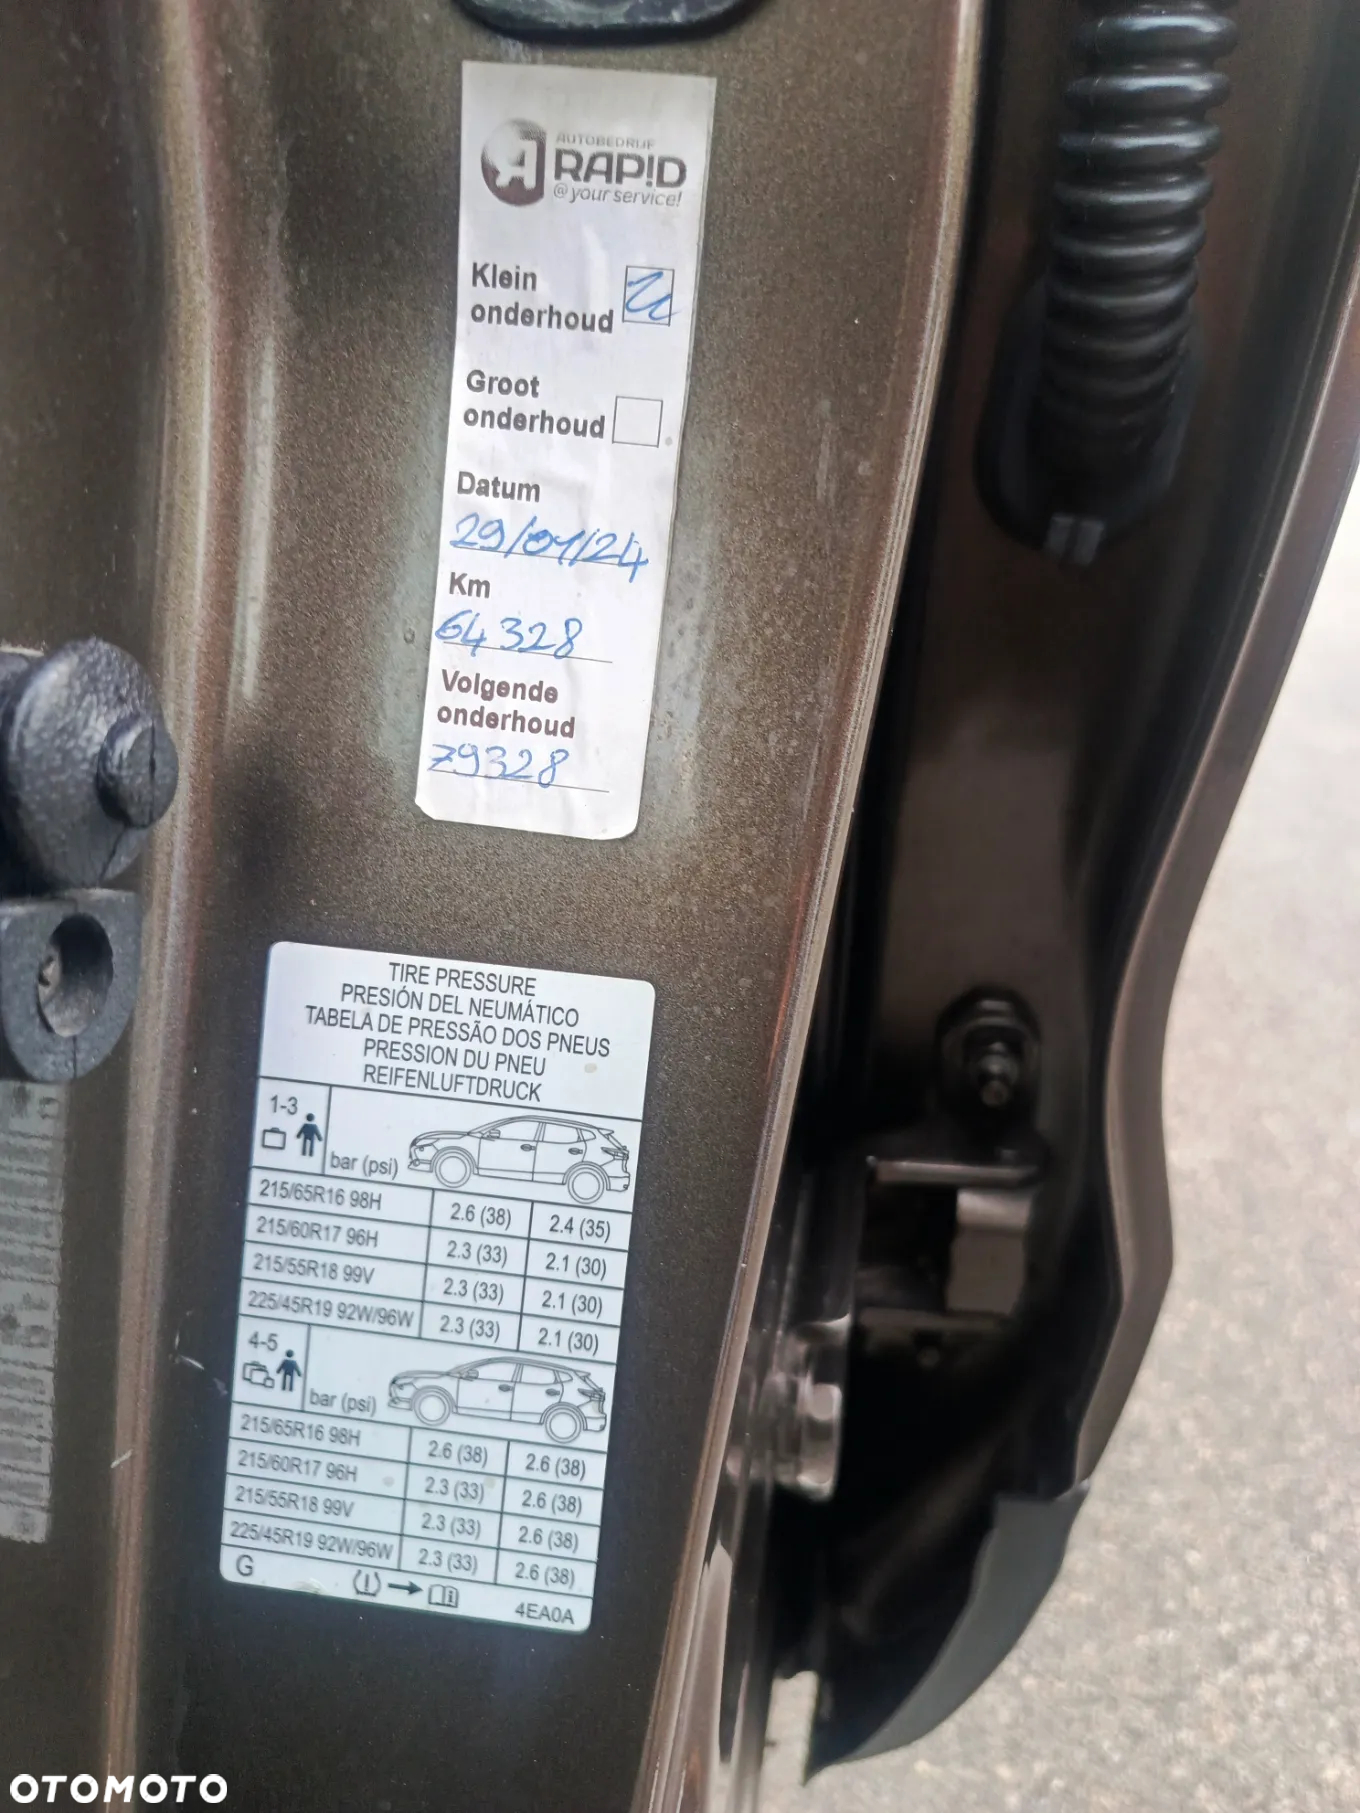 AUTOBEDRIJF
RAP!D
@ your service!
Klein
onderhoud
Groot
onderhoud
Datum
29/01/24
Km
64328
Volgende
onderhoud
79328
TIRE PRESSURE
PRESIÓN DEL NEUMÁTICO
TABELA DE PRESSÃO DOS PNEUS
PRESSION DU PNEU
REIFENLUFTDRUCK
1-3 bar (psi)
215/65R16 98H 2.6 (38) 2.4 (35)
215/60R17 96H 2.3 (33) 2.1 (30)
215/55R18 99V 2.3 (33) 2.1 (30)
225/45R19 92W/96W 2.3 (33) 2.1 (30)
4-5 bar (psi)
215/65R16 98H 2.6 (38) 2.6 (38)
215/60R17 96H 2.3 (33) 2.6 (38)
215/55R18 99V 2.3 (33) 2.6 (38)
225/45R19 92W/96W 2.3 (33) 2.6 (38)
G 4EA0A
OTOMOTO